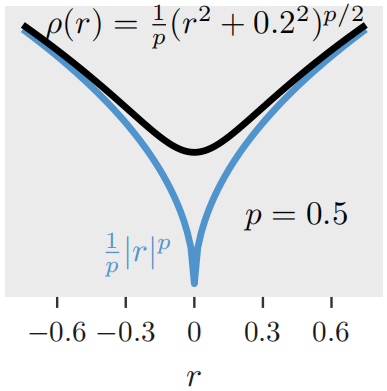 ρ(r) = 1/p (r² + 0.2²)^{p/2}
p = 0.5
1/p |r|^p
−0.6 −0.3 0 0.3 0.6
r